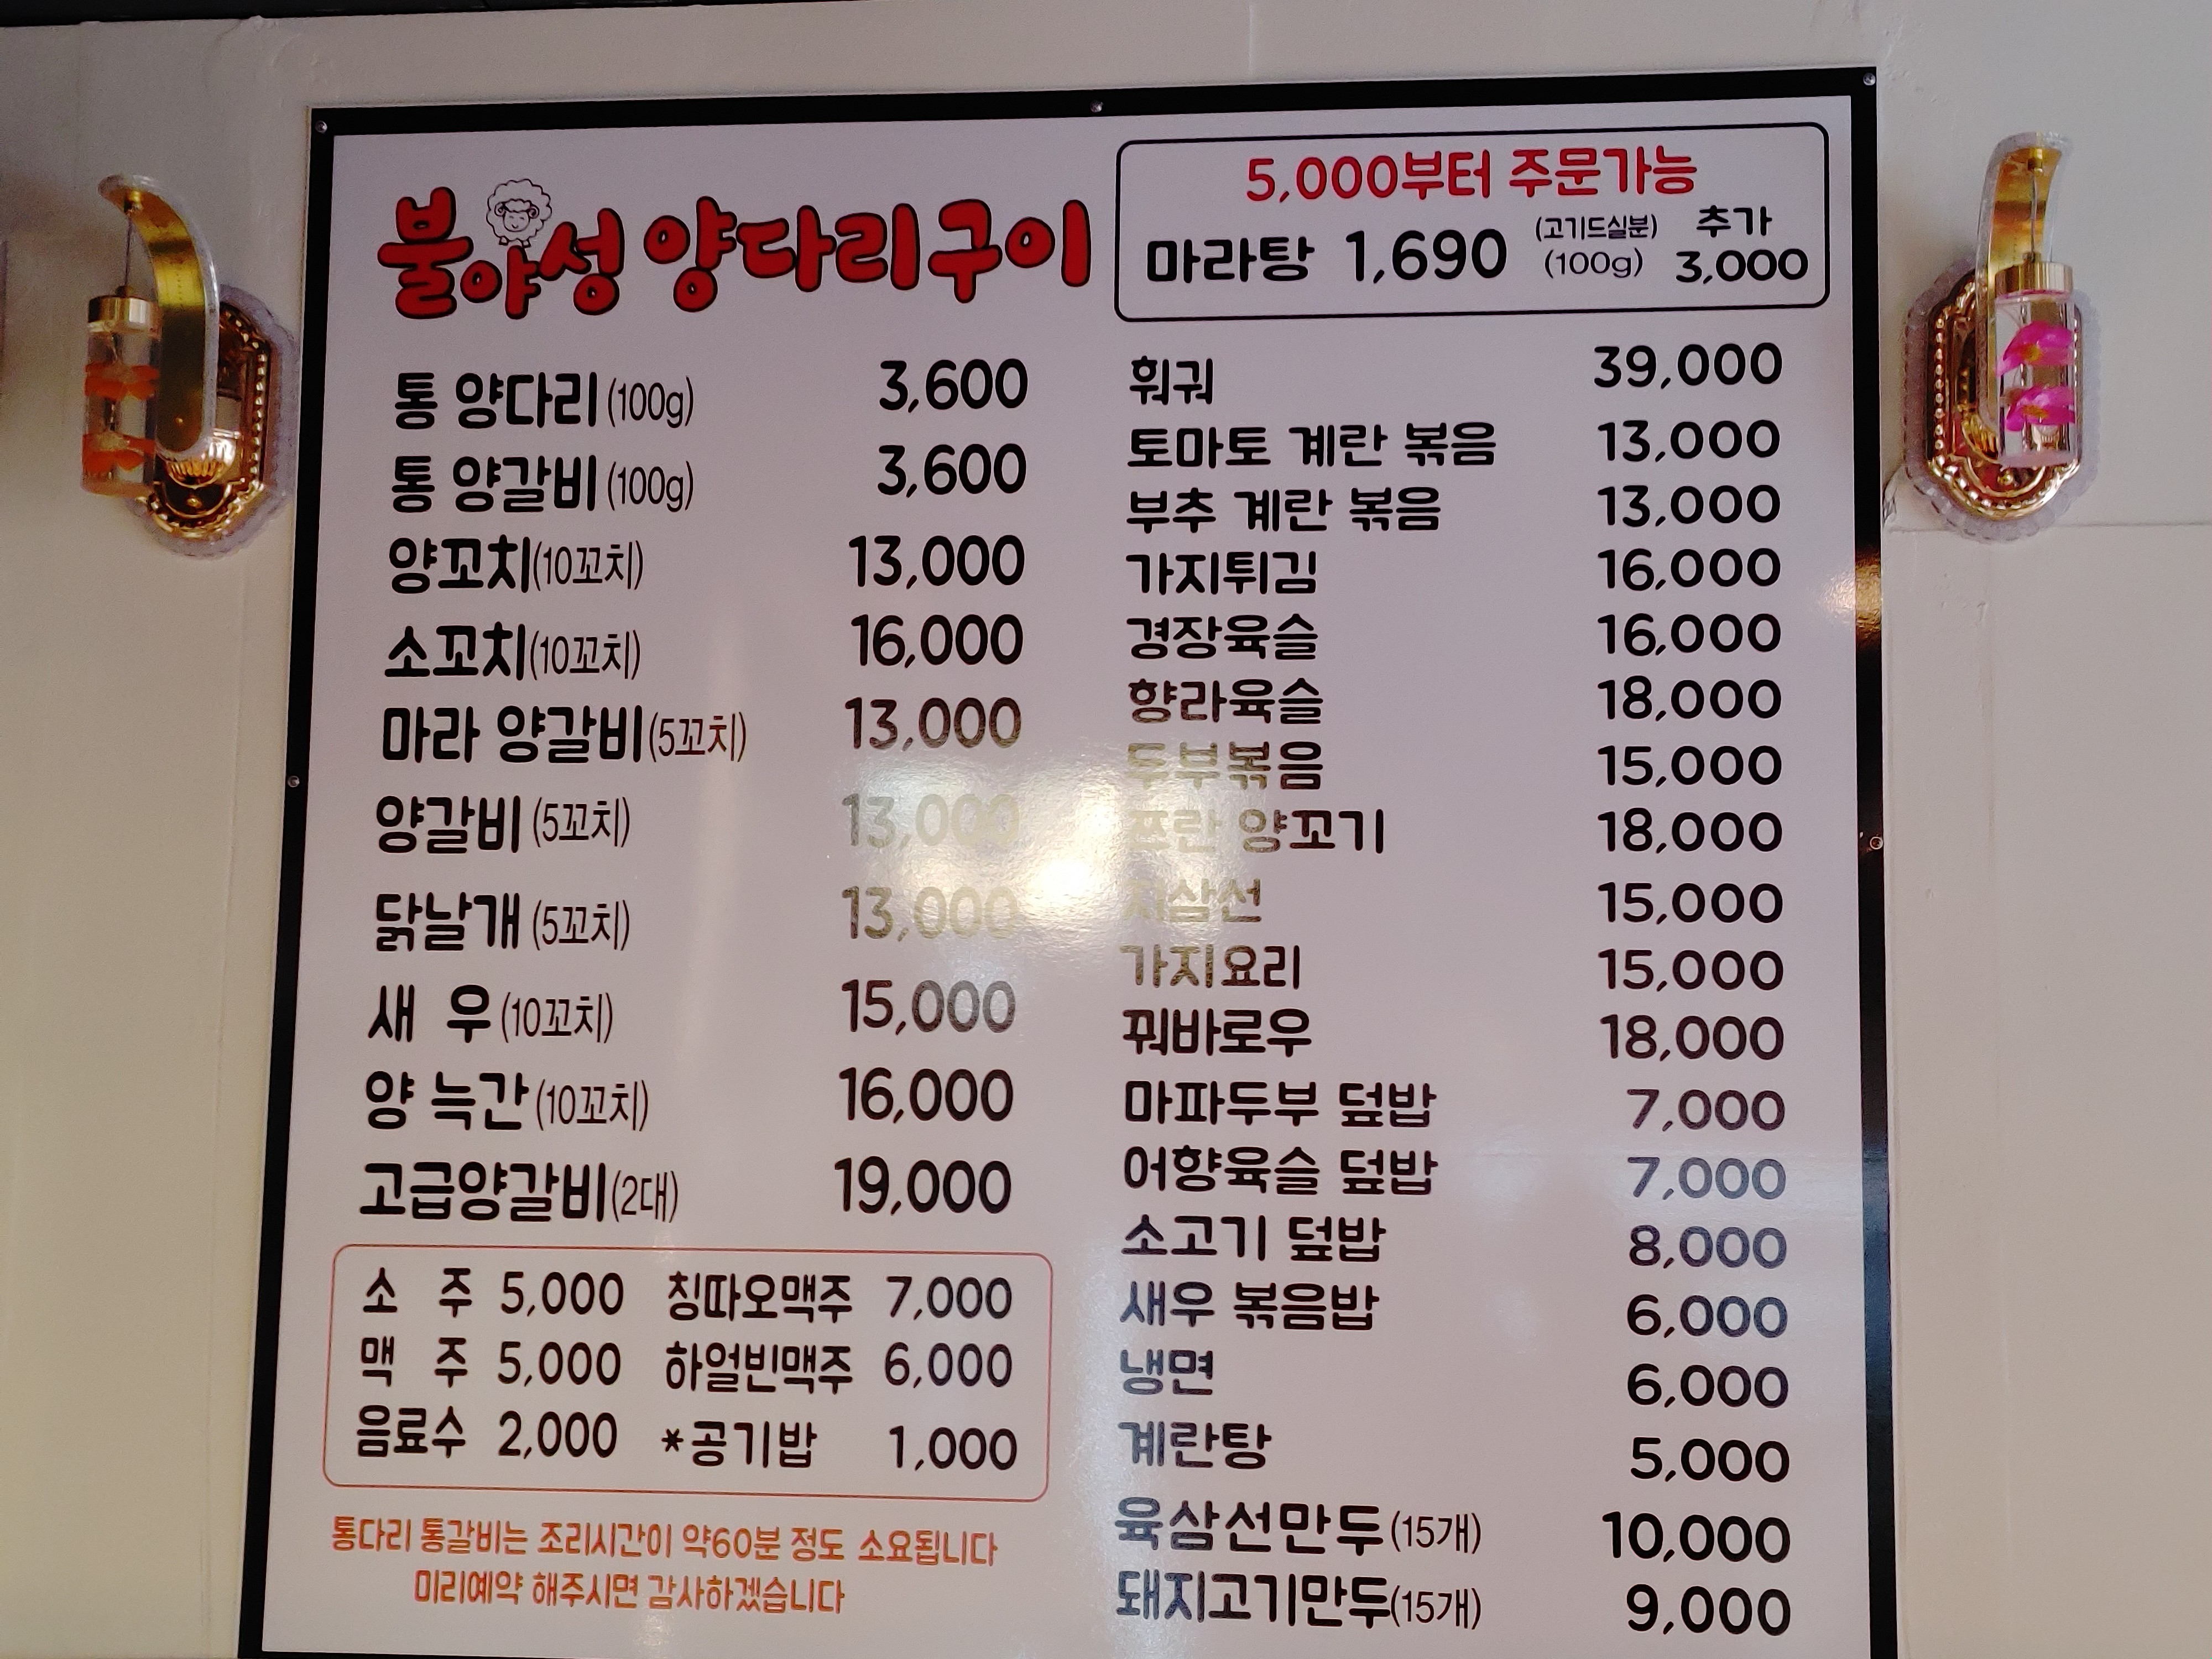 불야성 양다리구이
5,000부터 주문가능
마라탕 1,690 (고기드실분) (100g) 추가 3,000
통 양다리(100g) 3,600
통 양갈비(100g) 3,600
양꼬치(10꼬치) 13,000
소꼬치(10꼬치) 16,000
마라 양갈비(5꼬치) 13,000
양갈비(5꼬치) 13,000
닭날개(5꼬치) 13,000
새 우(10꼬치) 15,000
양 늑간(10꼬치) 16,000
고급양갈비(2대) 19,000
소 주 5,000 칭따오맥주 7,000
맥 주 5,000 하얼빈맥주 6,000
음료수 2,000 *공기밥 1,000
통다리 통갈비는 조리시간이 약60분 정도 소요됩니다
미리예약 해주시면 감사하겠습니다
훠궈 39,000
토마토 계란 볶음 13,000
부추 계란 볶음 13,000
가지튀김 16,000
경장육슬 16,000
향라육슬 18,000
두부볶음 15,000
쯔란 양꼬기 18,000
지삼선 15,000
가지요리 15,000
꿔바로우 18,000
마파두부 덮밥 7,000
어향육슬 덮밥 7,000
소고기 덮밥 8,000
새우 볶음밥 6,000
냉면 6,000
계란탕 5,000
육삼선만두(15개) 10,000
돼지고기만두(15개) 9,000